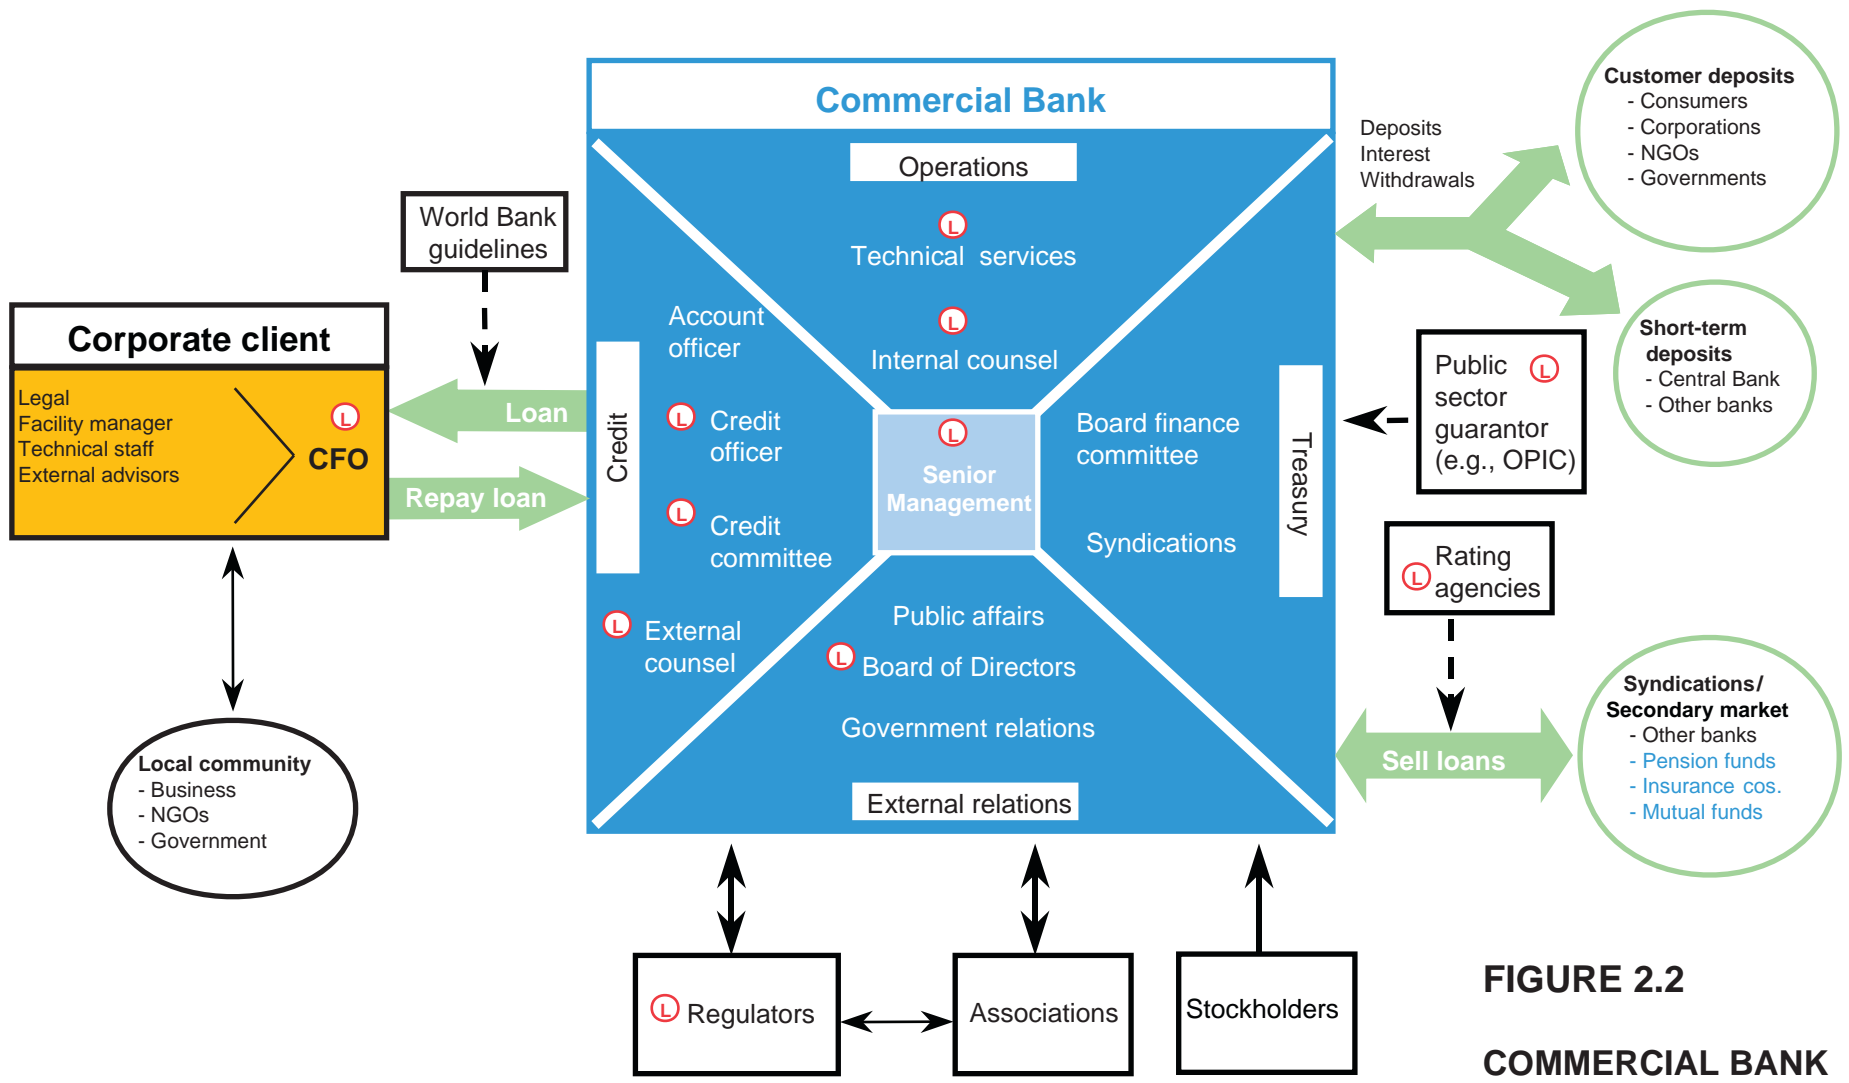 Commercial Bank
Operations
L
Technical services
L
Internal counsel
Account
officer
Credit
L
Credit
officer
L
Credit
committee
L
External
counsel
L
Senior
Management
Board finance
committee
Syndications
Treasury
Public affairs
L
Board of Directors
Government relations
External relations
World Bank
guidelines
Corporate client
Legal
Facility manager
Technical staff
External advisors
L
CFO
Loan
Repay loan
Local community
- Business
- NGOs
- Government
Deposits
Interest
Withdrawals
Customer deposits
- Consumers
- Corporations
- NGOs
- Governments
Short-term
deposits
- Central Bank
- Other banks
Public L
sector
guarantor
(e.g., OPIC)
L Rating
agencies
Sell loans
Syndications/
Secondary market
- Other banks
- Pension funds
- Insurance cos.
- Mutual funds
L Regulators
Associations
Stockholders
FIGURE 2.2
COMMERCIAL BANK